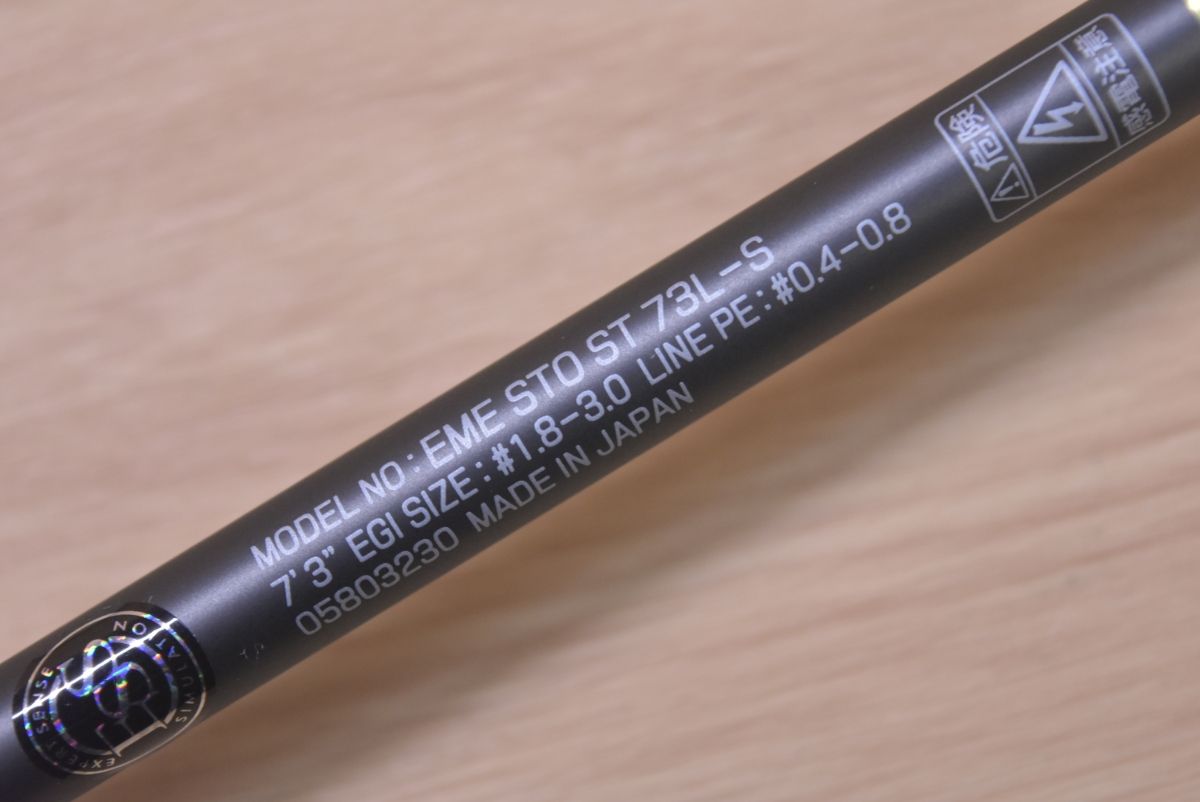 MODEL NO : EME STO ST 73L-S
7'3" EGI SIZE : #1.8-3.0 LINE PE : #0.4-0.8
05803230 MADE IN JAPAN
危険
感電注意
EXPERT SENSE SIMULATION
ESS